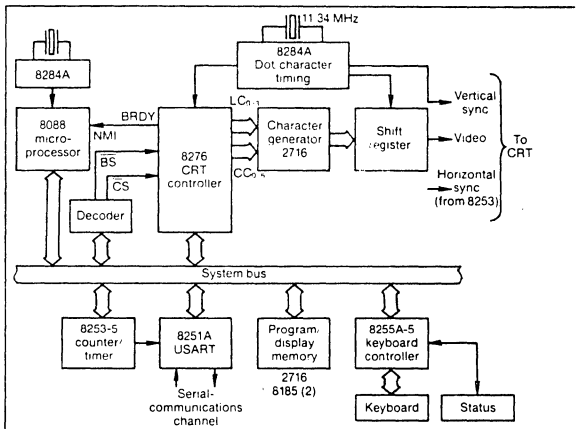 11.34 MHz
8284A
8284A
Dot character
timing
8088
micro-
processor
BRDY
NMI
BS
CS
8276
CRT
controller
LC0-3
CC0-6
Character
generator
2716
Shift
register
Vertical
sync
Video
Horizontal
sync
(from 8253)
To
CRT
Decoder
System bus
8253-5
counter/
timer
8251A
USART
Program/
display
memory
2716
8185 (2)
8255A-5
keyboard
controller
Serial-
communications
channel
Keyboard
Status